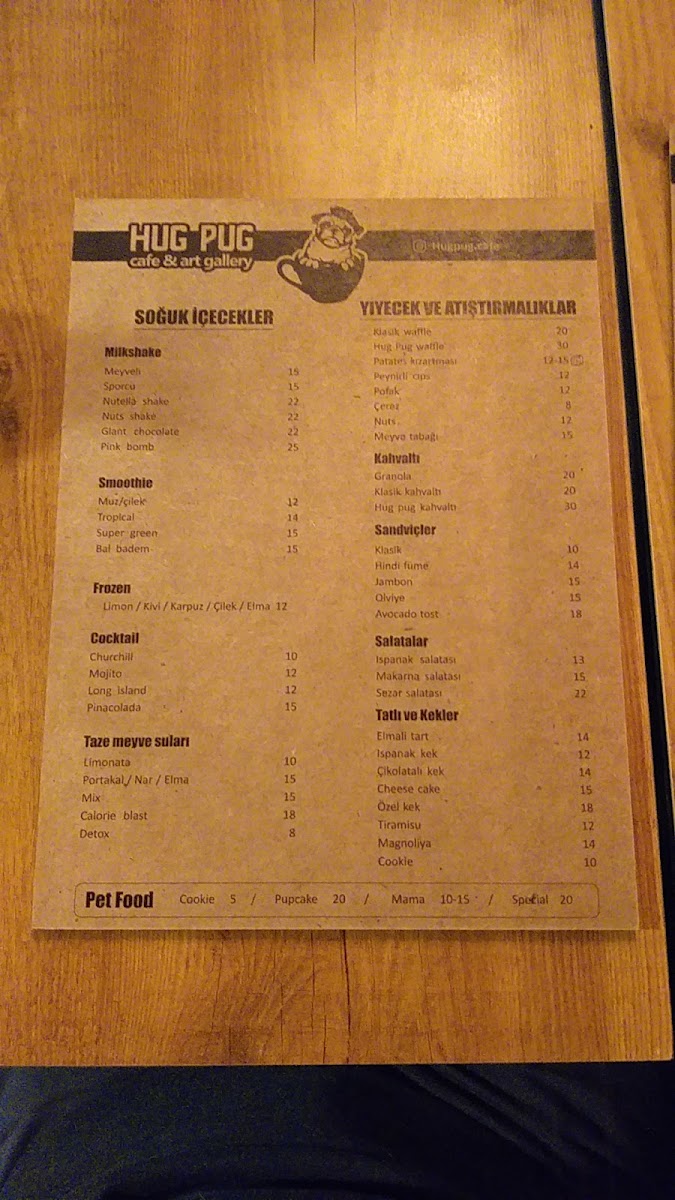 HUG PUG
cafe & art gallery
Hugpug.cafe
SOĞUK İÇECEKLER
Milkshake
Meyveli 15
Sporcu 15
Nutella shake 22
Nuts shake 22
Giant chocolate 22
Pink bomb 25
Smoothie
Muz/çilek 12
Tropical 14
Super green 15
Bal badem 15
Frozen
Limon / Kivi / Karpuz / Çilek / Elma 12
Cocktail
Churchill 10
Mojito 12
Long island 12
Pinacolada 15
Taze meyve suları
Limonata 10
Portakal / Nar / Elma 15
Mix 15
Calorie blast 18
Detox 8
YİYECEK VE ATIŞTIRMALIKLAR
Klasik waffle 20
Hug Pug waffle 30
Patates kızartması 12-15
Peynirli cips 12
Pofak 12
Çerez 8
Nuts 12
Meyve tabağı 15
Kahvaltı
Granola 20
Klasik kahvaltı 20
Hug pug kahvaltı 30
Sandviçler
Klasik 10
Hindi füme 14
Jambon 15
Olviye 15
Avocado tost 18
Salatalar
Ispanak salatası 13
Makarna salatası 15
Sezar salatası 22
Tatlı ve Kekler
Elmali tart 14
Ispanak kek 12
Çikolatalı kek 14
Cheese cake 15
Özel kek 18
Tiramisu 12
Magnoliya 14
Cookie 10
Pet Food Cookie 5 / Pupcake 20 / Mama 10-15 / Special 20